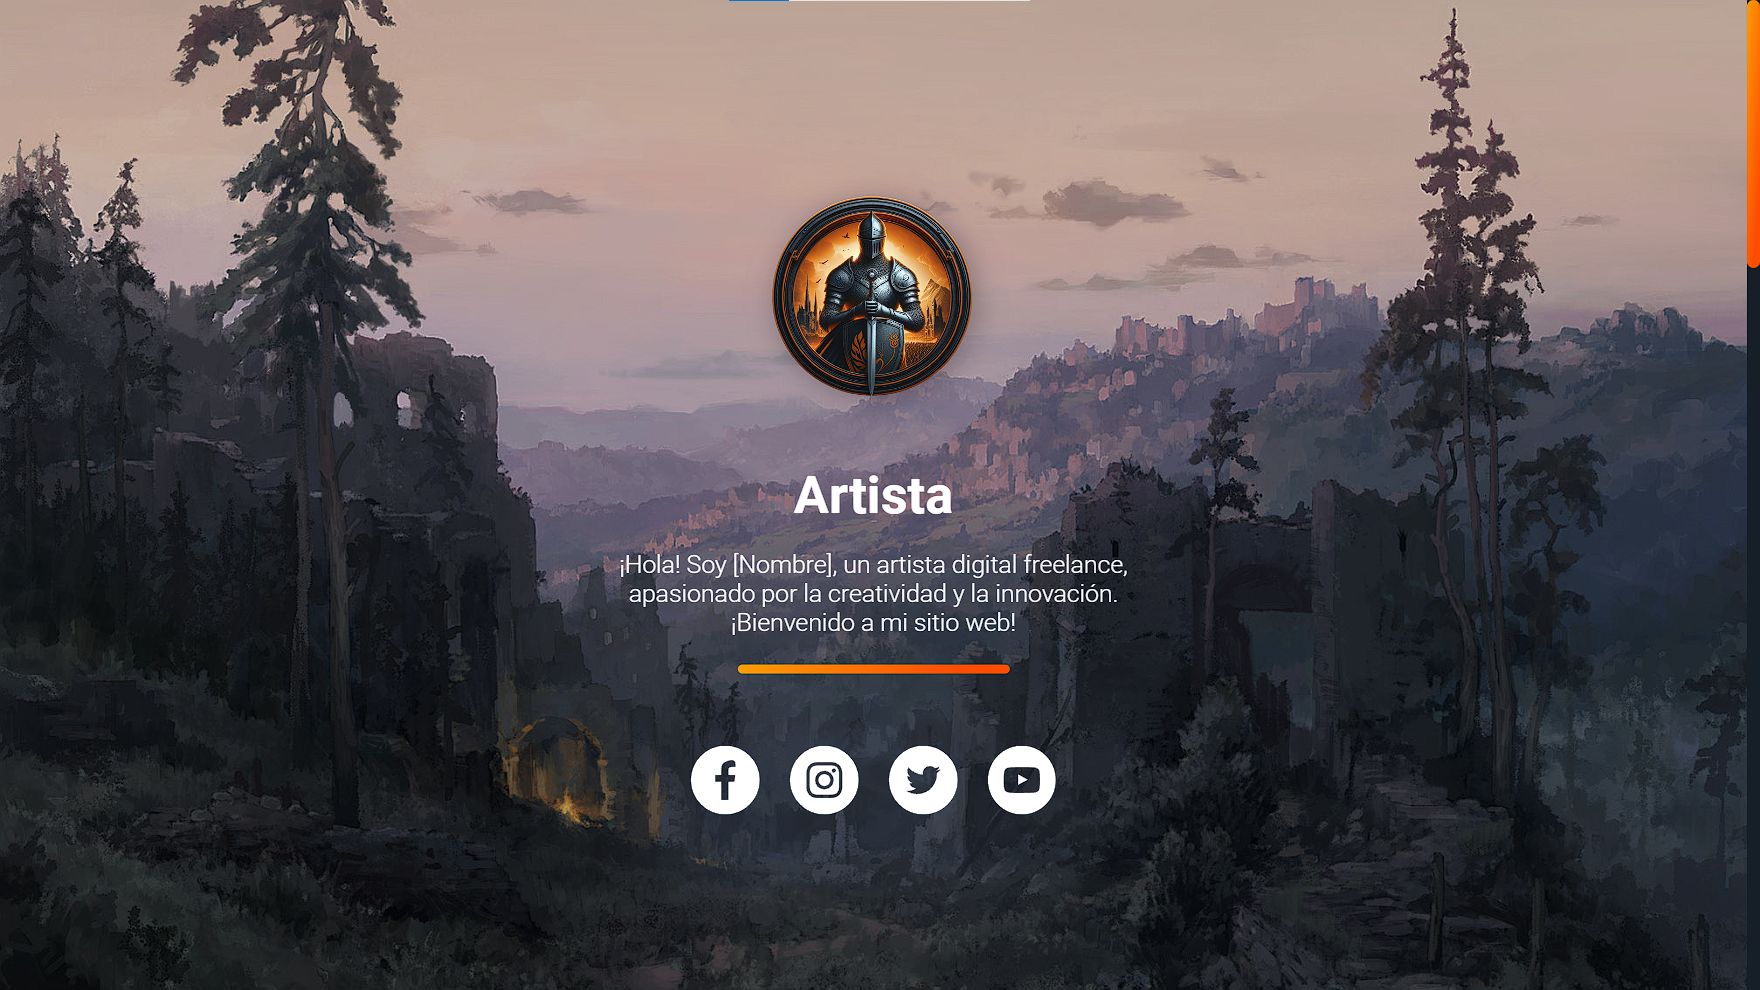 Artista
¡Hola! Soy [Nombre], un artista digital freelance,
apasionado por la creatividad y la innovación.
¡Bienvenido a mi sitio web!